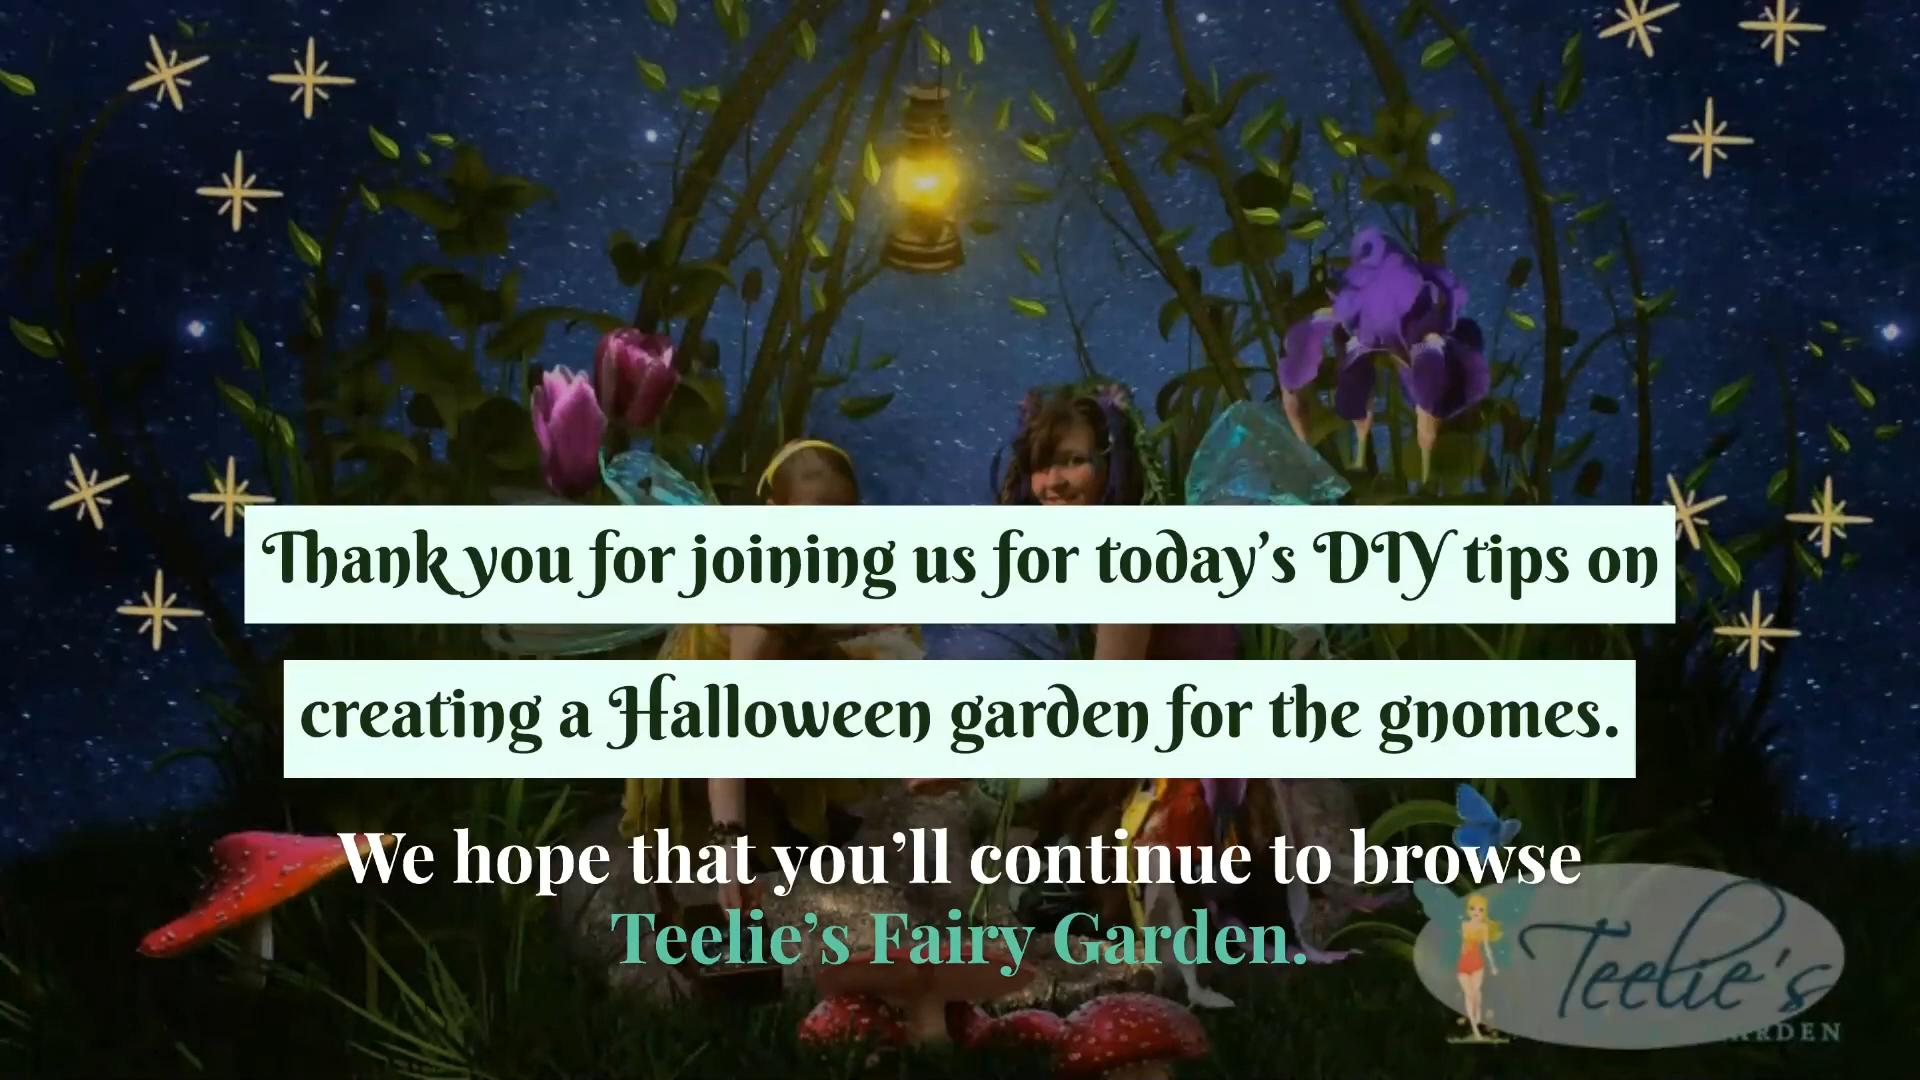 Thank you for joining us for today’s DIY tips on
creating a Halloween garden for the gnomes.
We hope that you’ll continue to browse
Teelie’s Fairy Garden.
Teelie's